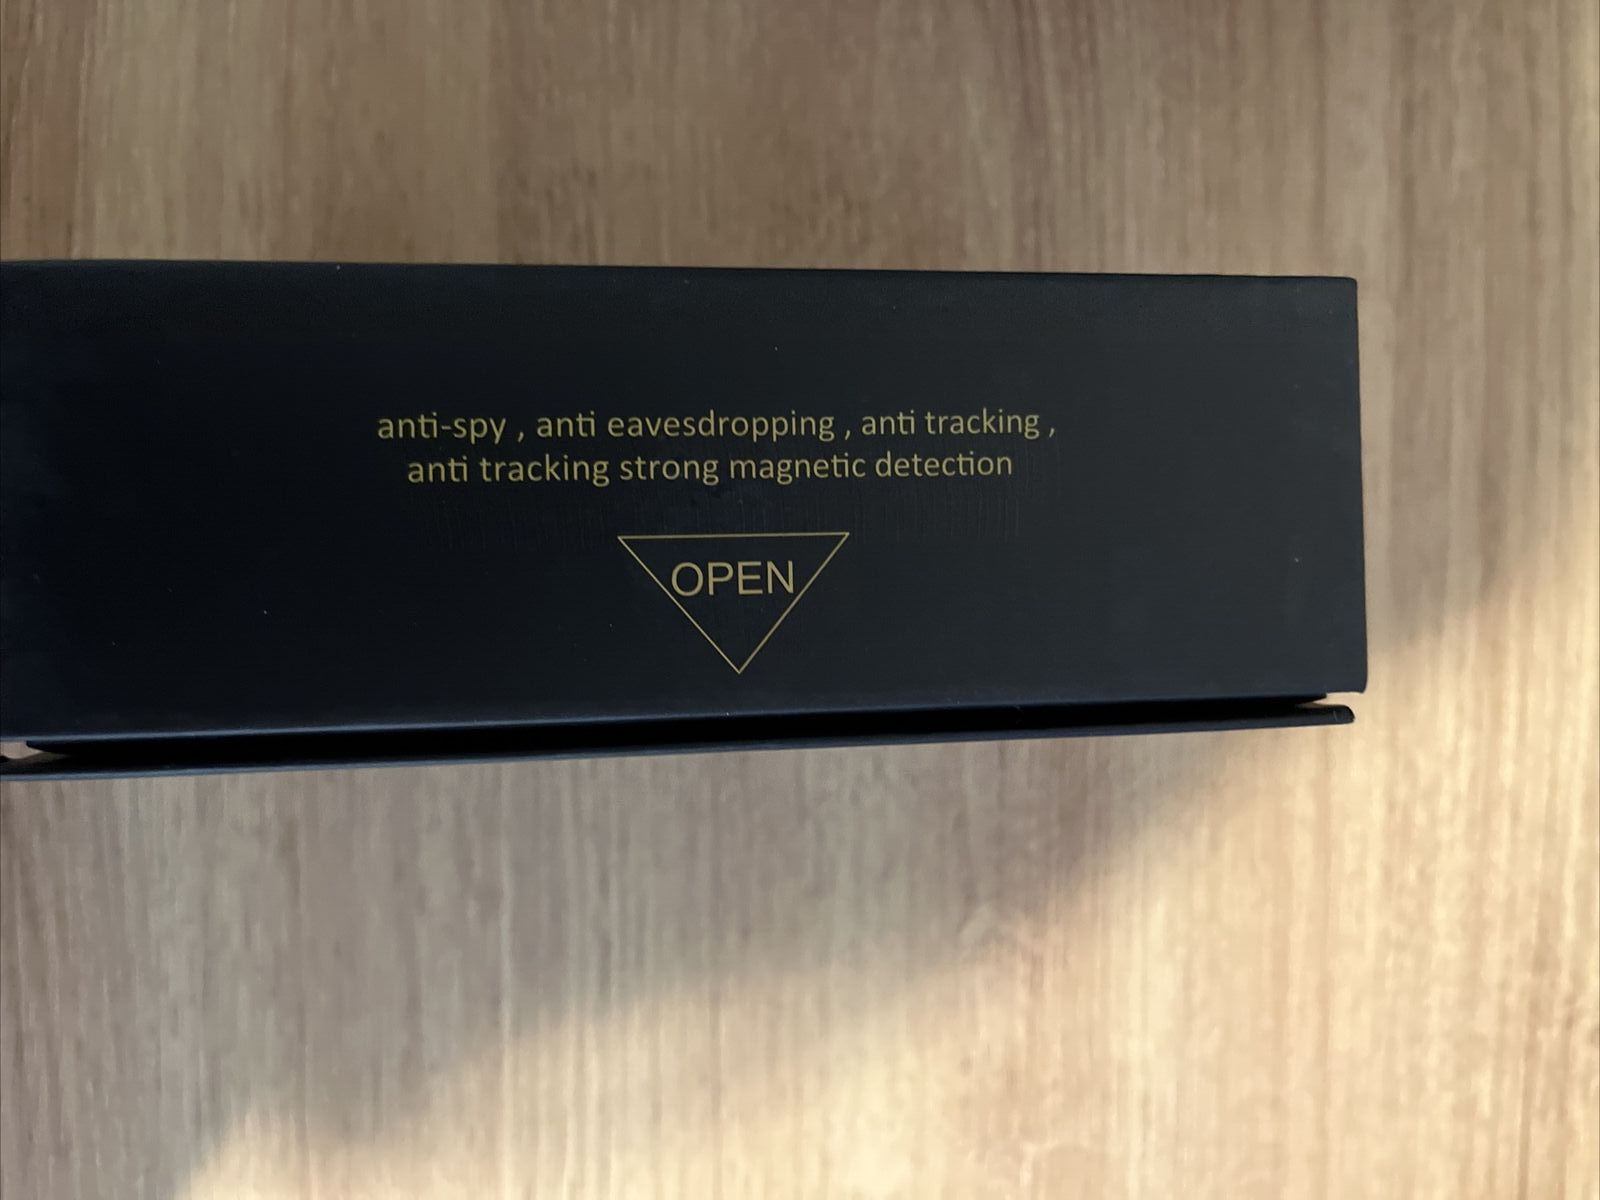 anti-spy , anti eavesdropping , anti tracking ,
anti tracking strong magnetic detection
OPEN